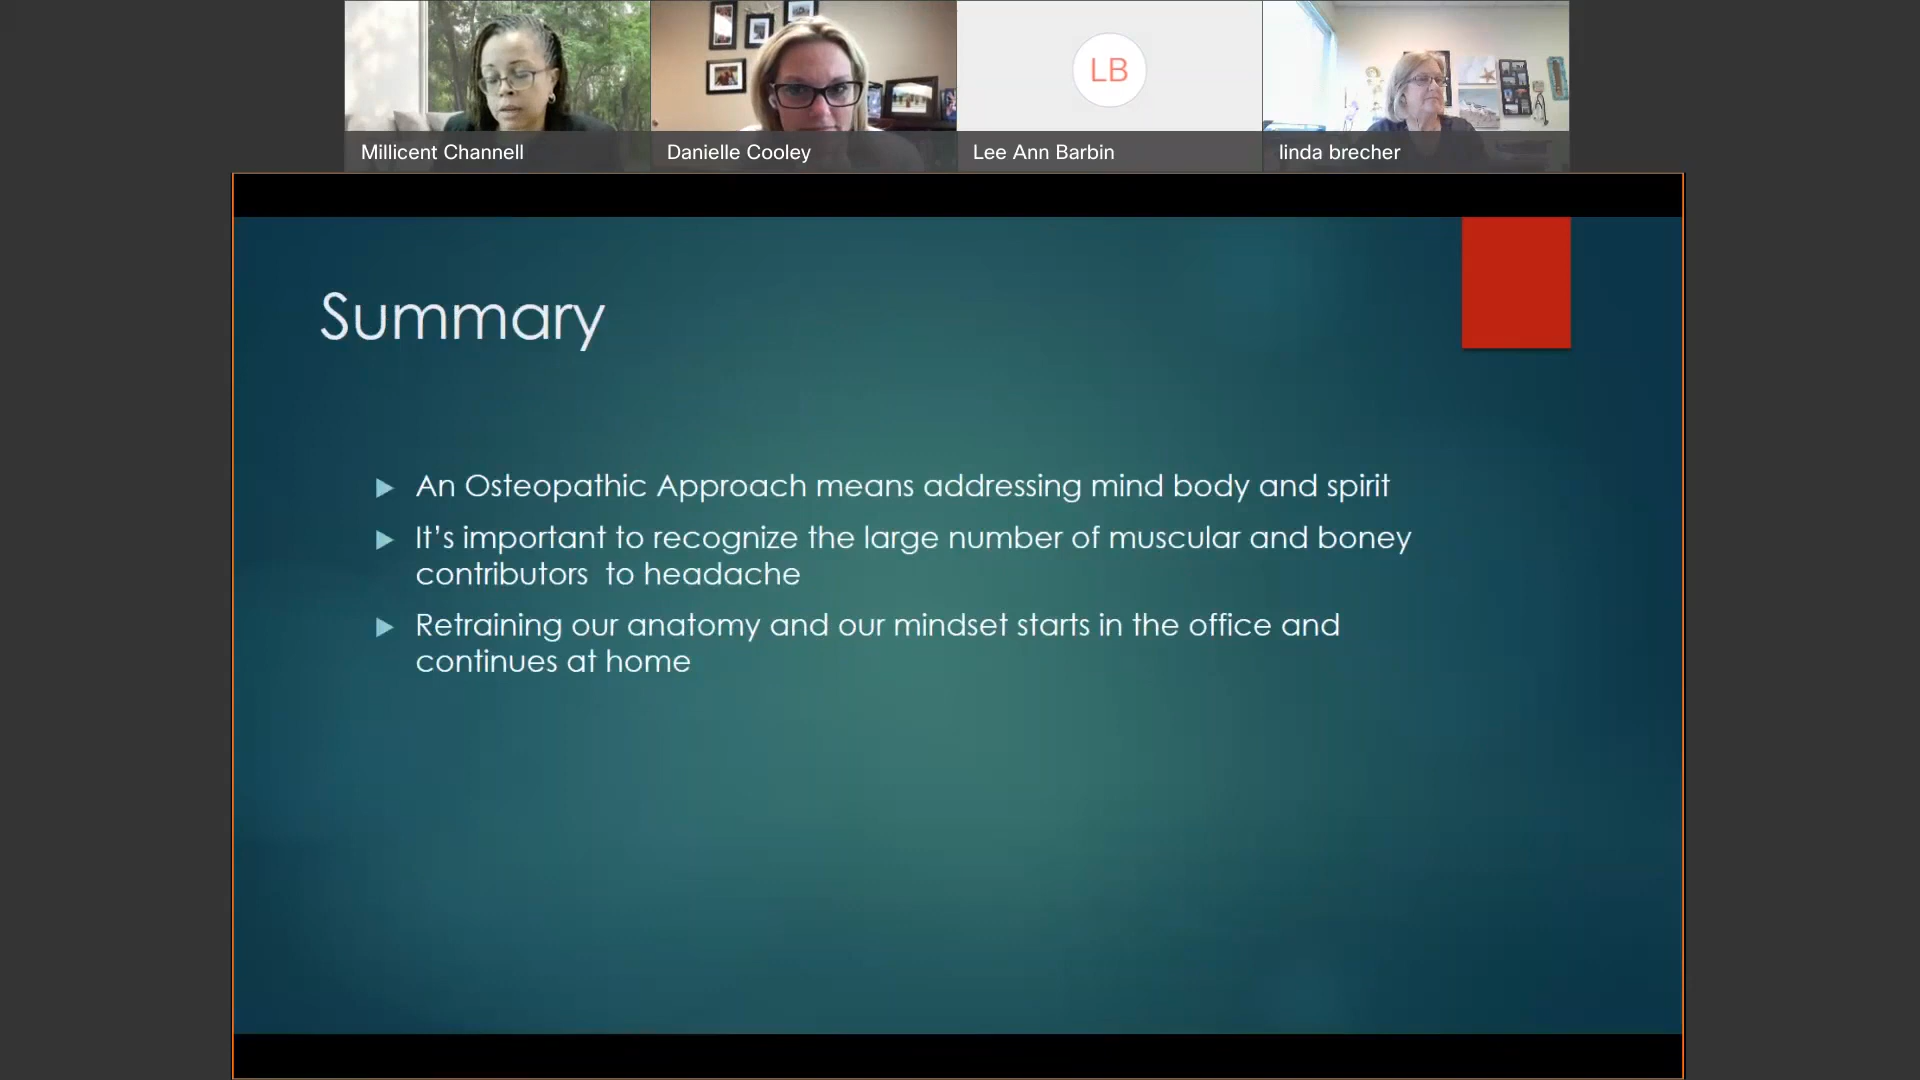 Millicent Channell
Danielle Cooley
LB
Lee Ann Barbin
linda brecher
Summary
An Osteopathic Approach means addressing mind body and spirit
It's important to recognize the large number of muscular and boney
contributors  to headache
Retraining our anatomy and our mindset starts in the office and
continues at home